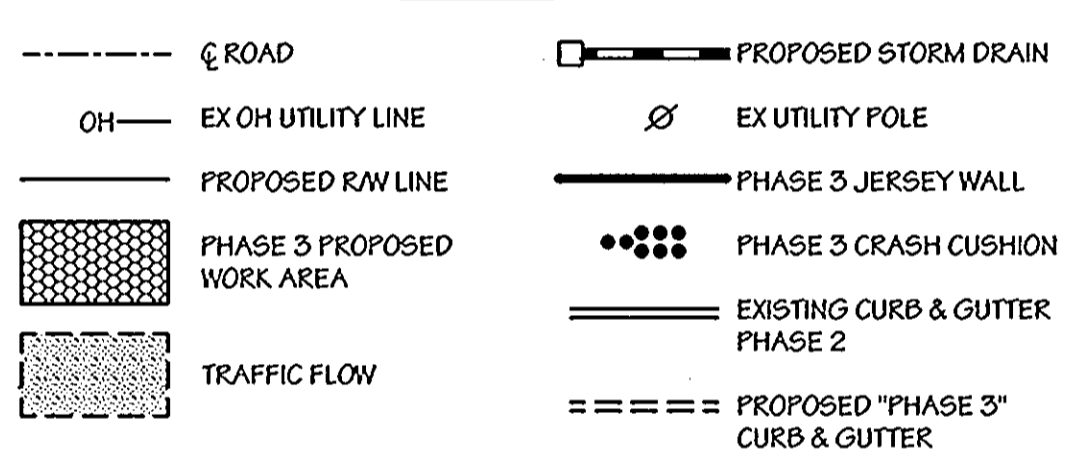 ℄ ROAD
OH EX OH UTILITY LINE
PROPOSED R/W LINE
PHASE 3 PROPOSED
WORK AREA
TRAFFIC FLOW
PROPOSED STORM DRAIN
EX UTILITY POLE
PHASE 3 JERSEY WALL
PHASE 3 CRASH CUSHION
EXISTING CURB & GUTTER
PHASE 2
PROPOSED "PHASE 3"
CURB & GUTTER